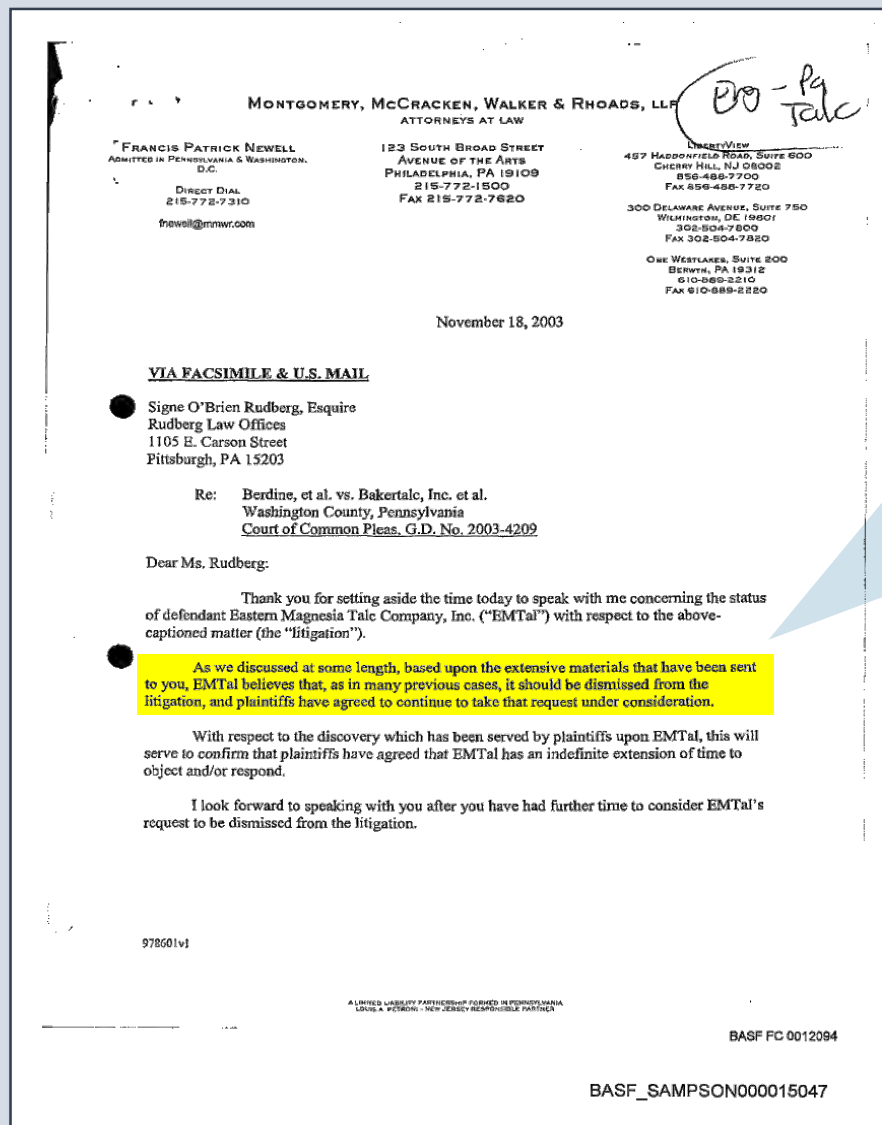 Pg
Talc
MONTGOMERY, MCCRACKEN, WALKER & RHOADS, LLP
ATTORNEYS AT LAW
FRANCIS PATRICK NEWELL
ADMITTED IN PENNSYLVANIA & WASHINGTON.
D.C.
DIRECT DIAL
215-772-7310
fnewell@mmwr.com
123 SOUTH BROAD STREET
AVENUE OF THE ARTS
PHILADELPHIA, PA 19109
215-772-1500
FAX 215-772-7620
LIBERTYVIEW
457 HADDONFIELD ROAD, SUITE 600
CHERRY HILL, NJ 08002
856-488-7700
FAX 856-488-7720
300 DELAWARE AVENUE, SUITE 750
WILMINGTON, DE 19801
302-504-7800
FAX 302-504-7820
ONE WESTLAKES, SUITE 200
BERWYN, PA 19312
610-889-2210
FAX 610-889-2220
November 18, 2003
VIA FACSIMILE & U.S. MAIL
Signe O'Brien Rudberg, Esquire
Rudberg Law Offices
1105 E. Carson Street
Pittsburgh, PA 15203
Re: Berdine, et al. vs. Bakertalc, Inc. et al.
Washington County, Pennsylvania
Court of Common Pleas, G.D. No. 2003-4209
Dear Ms. Rudberg:
Thank you for setting aside the time today to speak with me concerning the status
of defendant Eastern Magnesia Talc Company, Inc. ("EMTal") with respect to the above-
captioned matter (the "litigation").
As we discussed at some length, based upon the extensive materials that have been sent
to you, EMTal believes that, as in many previous cases, it should be dismissed from the
litigation, and plaintiffs have agreed to continue to take that request under consideration.
With respect to the discovery which has been served by plaintiffs upon EMTal, this will
serve to confirm that plaintiffs have agreed that EMTal has an indefinite extension of time to
object and/or respond.
I look forward to speaking with you after you have had further time to consider EMTal's
request to be dismissed from the litigation.
978601v1
A LIMITED LIABILITY PARTNERSHIP FORMED IN PENNSYLVANIA
LOUIS A. PETRONI - NEW JERSEY RESPONSIBLE PARTNER
BASF FC 0012094
BASF_SAMPSON000015047